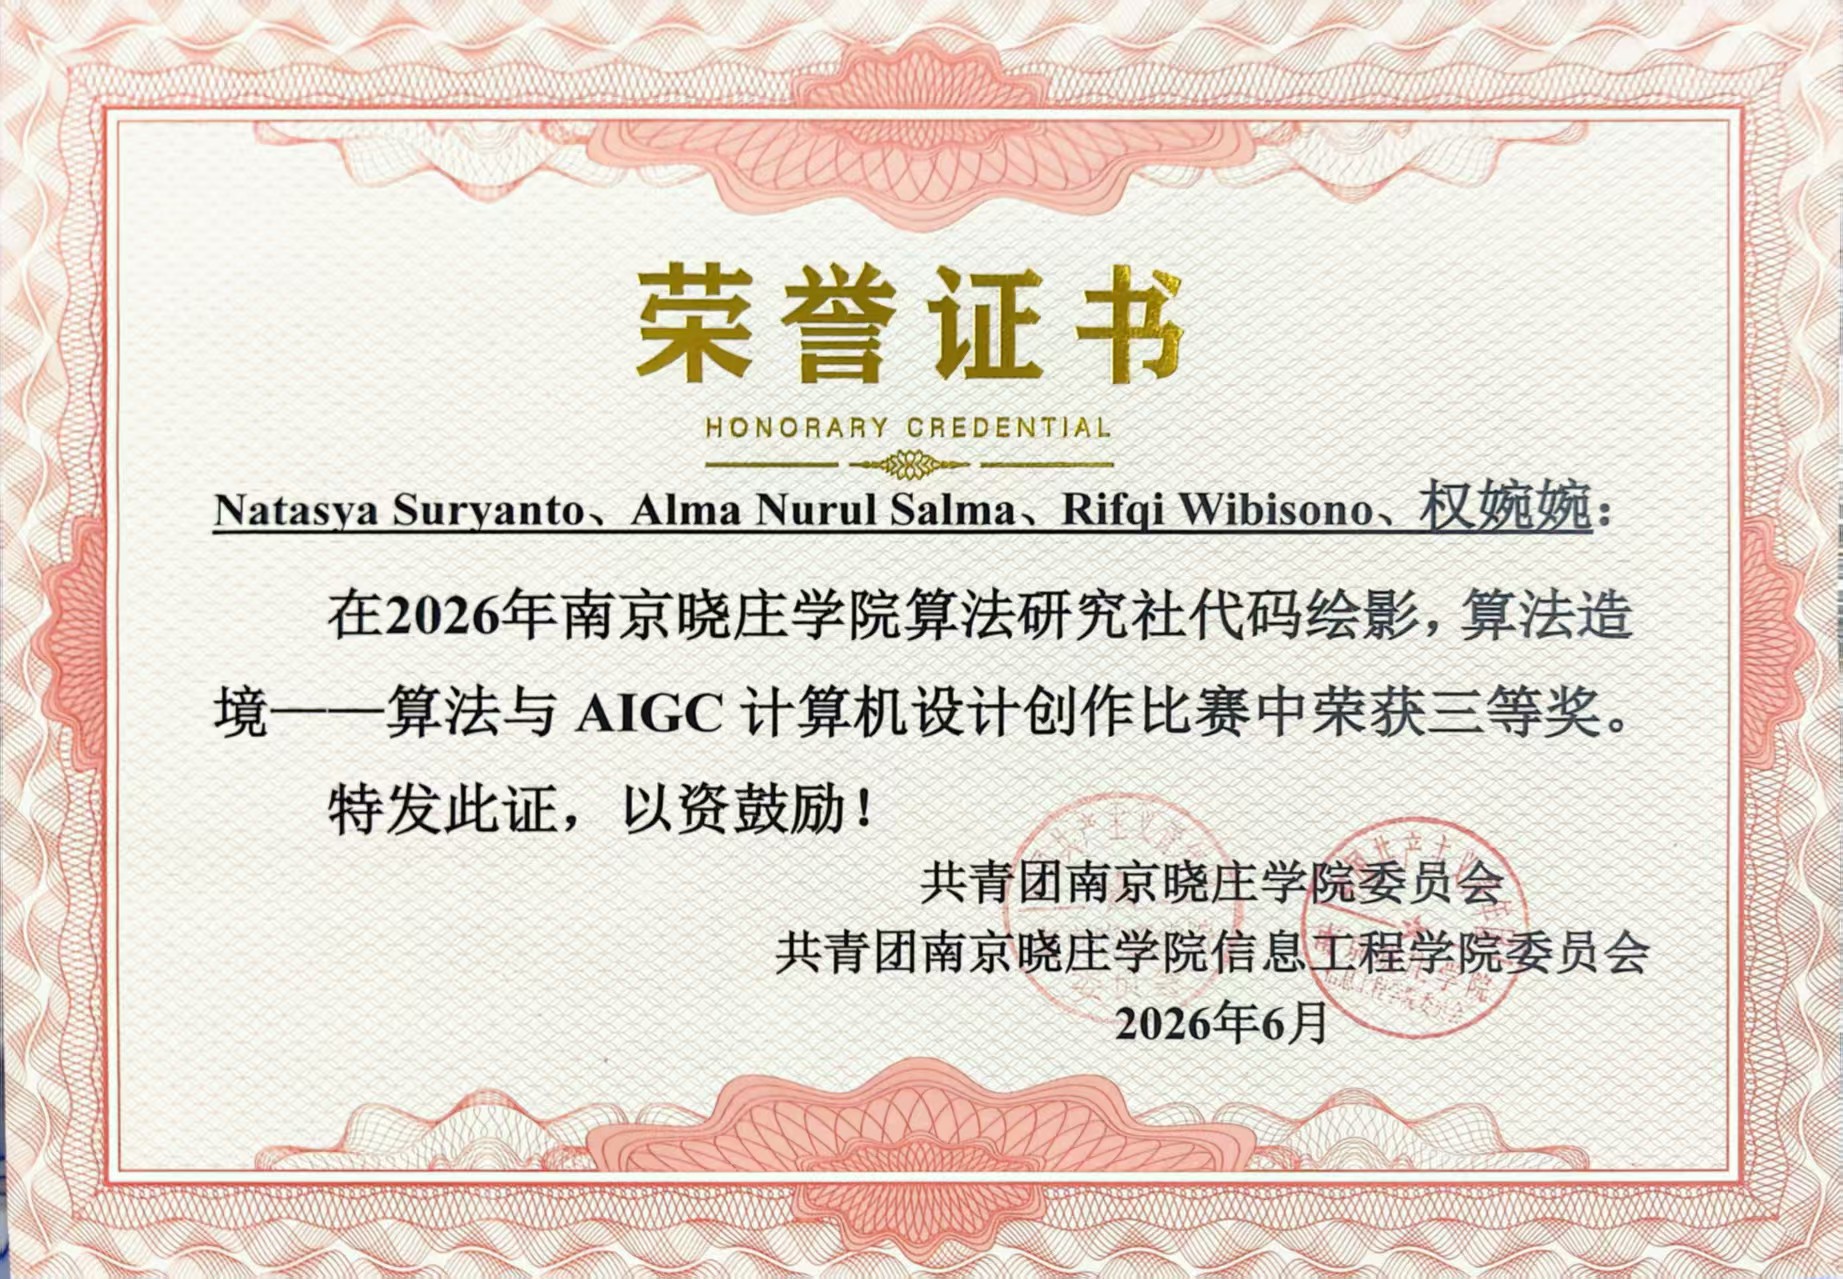 荣誉证书
HONORARY CREDENTIAL
Natasya Suryanto、Alma Nurul Salma、Rifqi Wibisono、权婉婉：
在2026年南京晓庄学院算法研究社代码绘影，算法造
境——算法与 AIGC 计算机设计创作比赛中荣获三等奖。
特发此证，以资鼓励！
共青团南京晓庄学院委员会
共青团南京晓庄学院信息工程学院委员会
2026年6月